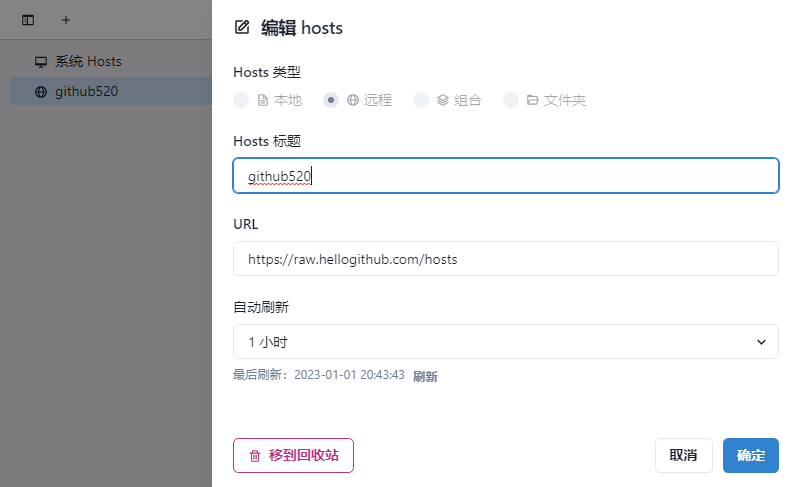 系统 Hosts
github520
编辑 hosts
Hosts 类型
本地 远程 组合 文件夹
Hosts 标题
github520
URL
https://raw.hellogithub.com/hosts
自动刷新
1 小时
最后刷新：2023-01-01 20:43:43 刷新
移到回收站 取消 确定